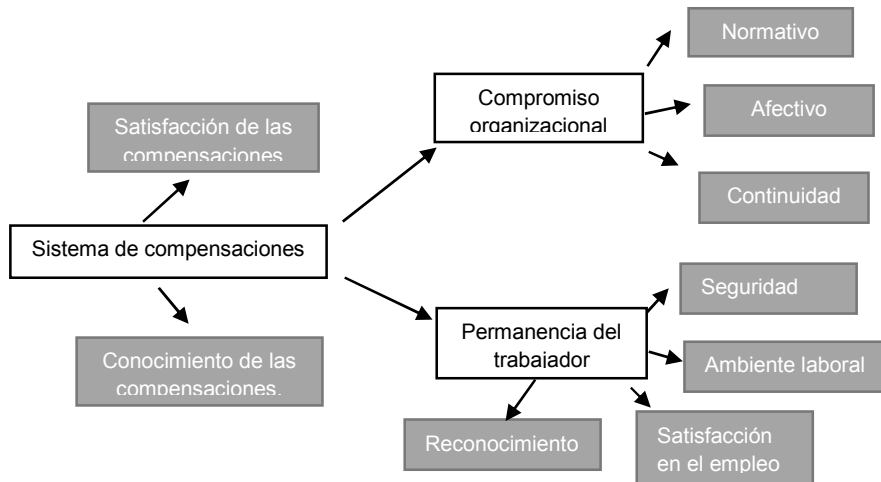 Normativo
Compromiso
organizacional
Afectivo
Satisfacción de las
compensaciones
Continuidad
Sistema de compensaciones
Seguridad
Permanencia del
trabajador
Conocimiento de las
compensaciones.
Ambiente laboral
Reconocimiento
Satisfacción
en el empleo